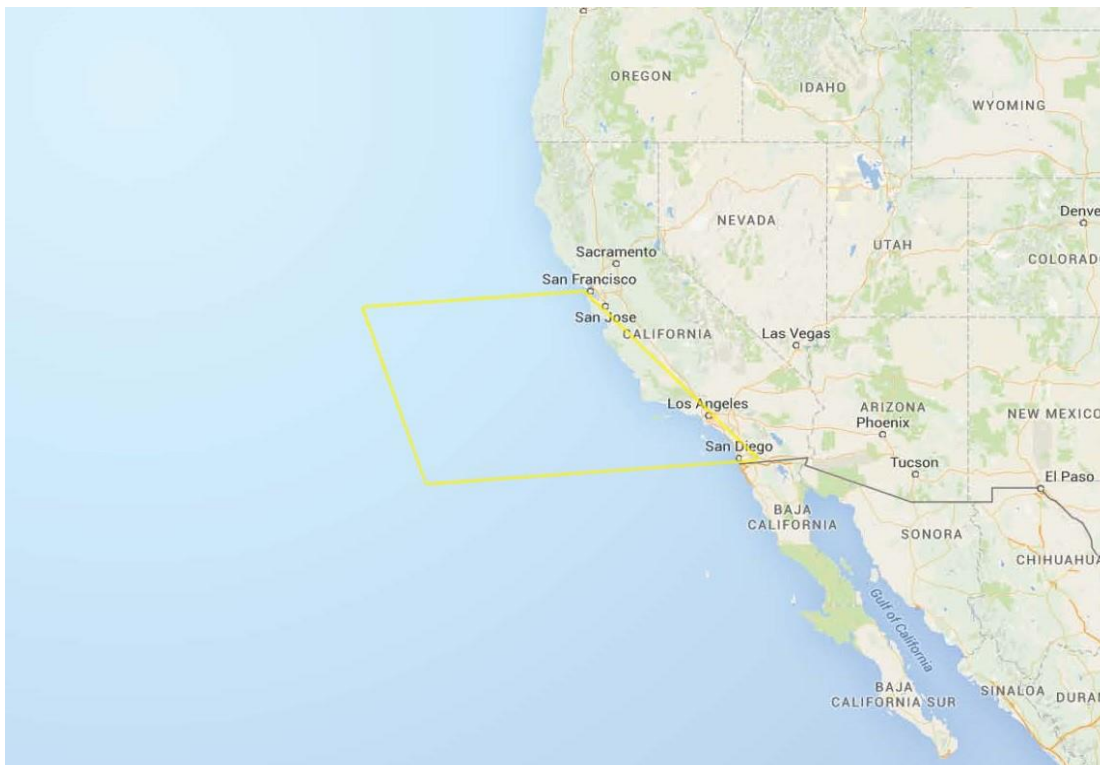 OREGON
IDAHO
WYOMING
NEVADA
Denve
UTAH
COLORADO
Sacramento
San Francisco
San Jose
CALIFORNIA
Las Vegas
Los Angeles
ARIZONA
Phoenix
NEW MEXICO
San Diego
Tucson
El Paso
BAJA
CALIFORNIA
SONORA
CHIHUAHUA
Gulf of California
BAJA
CALIFORNIA SUR
SINALOA
DURAN